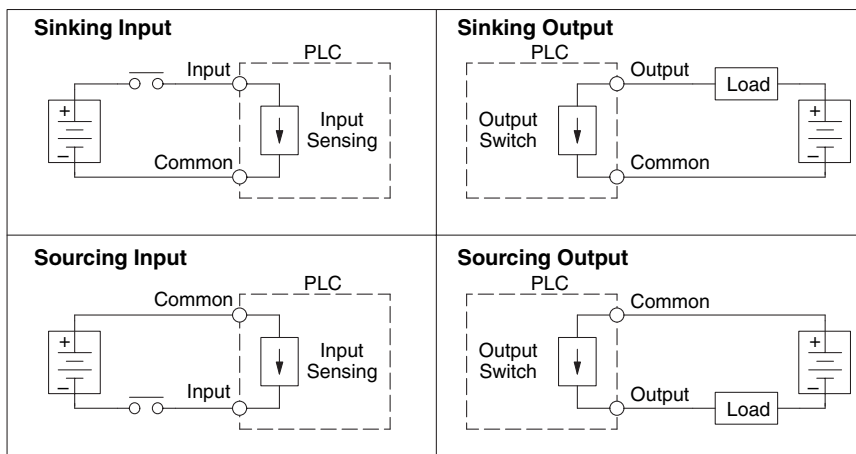 Sinking Input
PLC
Input
+
Input
Sensing
–
Common
Sinking Output
PLC
Output
Load
+
Output
Switch
–
Common
Sourcing Input
PLC
Common
+
Input
Sensing
–
Input
Sourcing Output
PLC
Common
+
Output
Switch
–
Output
Load